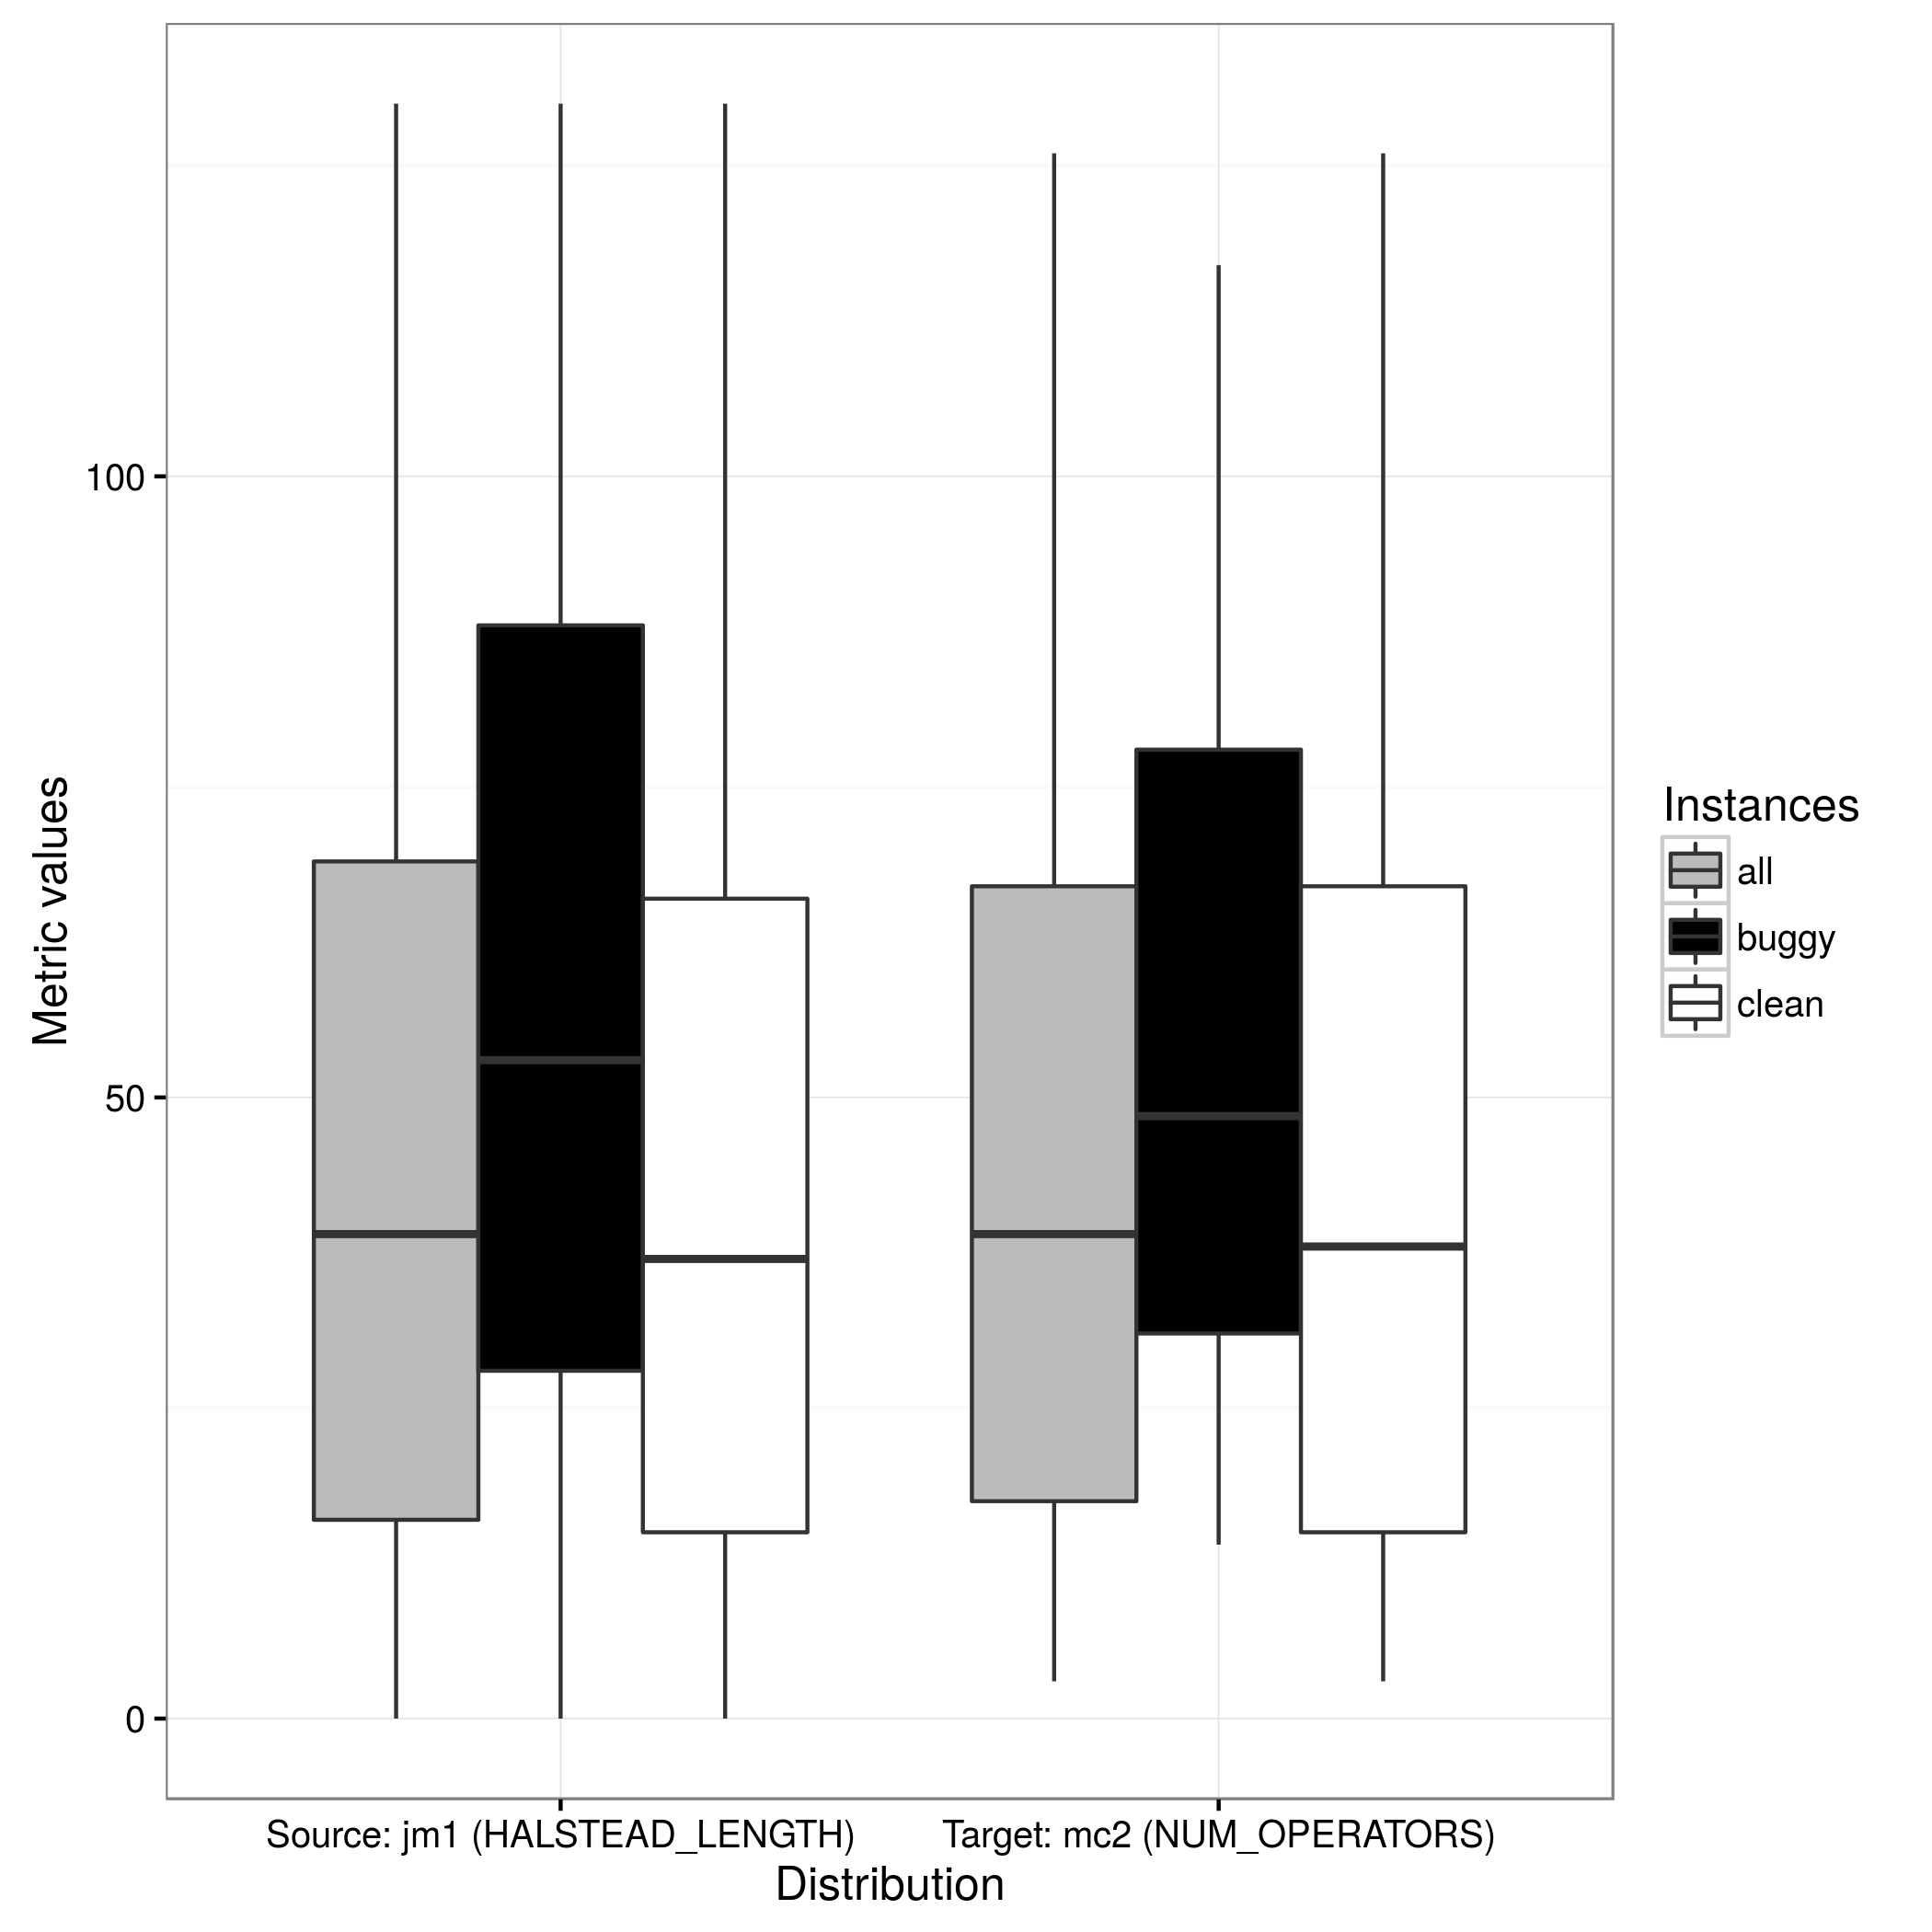 Metric values
100
50
0
Source: jm1 (HALSTEAD_LENGTH)
Target: mc2 (NUM_OPERATORS)
Distribution
Instances
all
buggy
clean